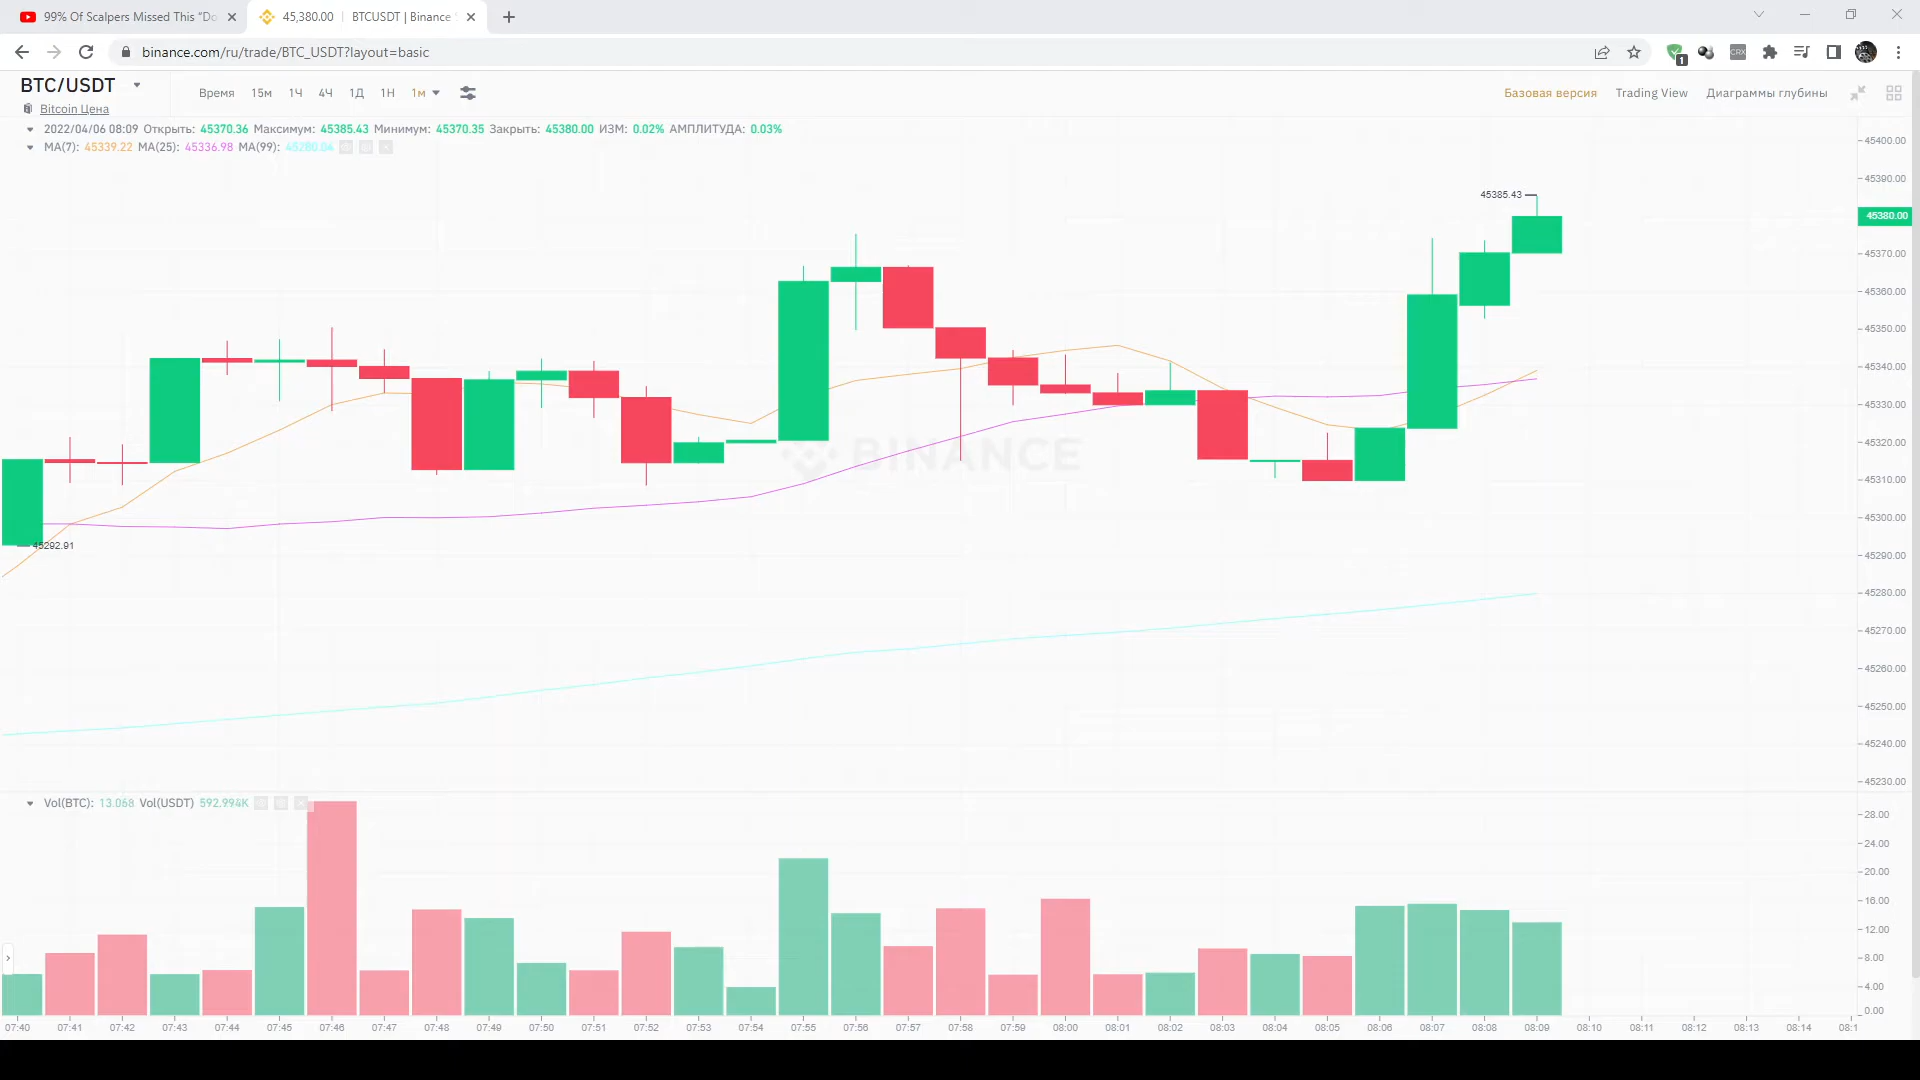 99% Of Scalpers Missed This "Do
45,380.00 | BTCUSDT | Binance
binance.com/ru/trade/BTC_USDT?layout=basic
1
CRX
BTC/USDT
Bitcoin Цена
Время 15м 1Ч 4Ч 1Д 1Н 1м
Базовая версия Trading View Диаграммы глубины
2022/04/06 08:09 Открыть: 45370.36 Максимум: 45385.43 Минимум: 45370.35 Закрыть: 45380.00 ИЗМ: 0.02% АМПЛИТУДА: 0.03%
MA(7): 45339.22 MA(25): 45336.98 MA(99): 45280.04
45400.00
45390.00
45385.43
45380.00
45370.00
45360.00
45350.00
45340.00
45330.00
45320.00
BINANCE
45310.00
45300.00
45292.91
45290.00
45280.00
45270.00
45260.00
45250.00
45240.00
45230.00
Vol(BTC): 13.068 Vol(USDT) 592.994K
28.00
24.00
20.00
16.00
12.00
8.00
4.00
0.00
07:40 07:41 07:42 07:43 07:44 07:45 07:46 07:47 07:48 07:49 07:50 07:51 07:52 07:53 07:54 07:55 07:56 07:57 07:58 07:59 08:00 08:01 08:02 08:03 08:04 08:05 08:06 08:07 08:08 08:09 08:10 08:11 08:12 08:13 08:14 08:1